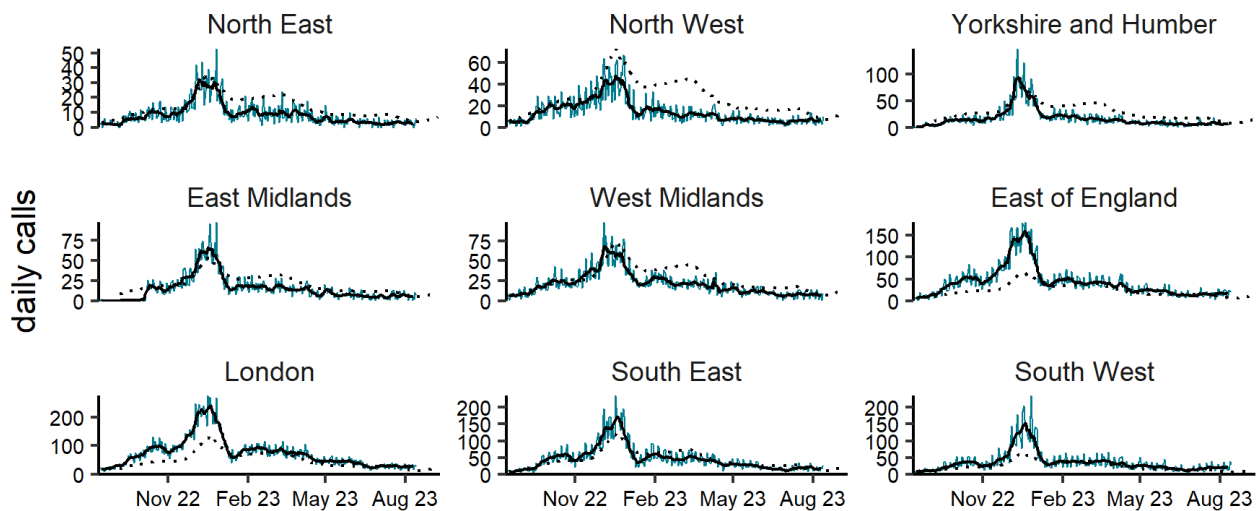 North East
North West
Yorkshire and Humber
50
40
30
20
10
0
60
40
20
0
100
50
0
daily calls
East Midlands
West Midlands
East of England
75
50
25
0
75
50
25
0
150
100
50
0
London
South East
South West
200
100
0
200
150
100
50
0
200
150
100
50
0
Nov 22 Feb 23 May 23 Aug 23
Nov 22 Feb 23 May 23 Aug 23
Nov 22 Feb 23 May 23 Aug 23